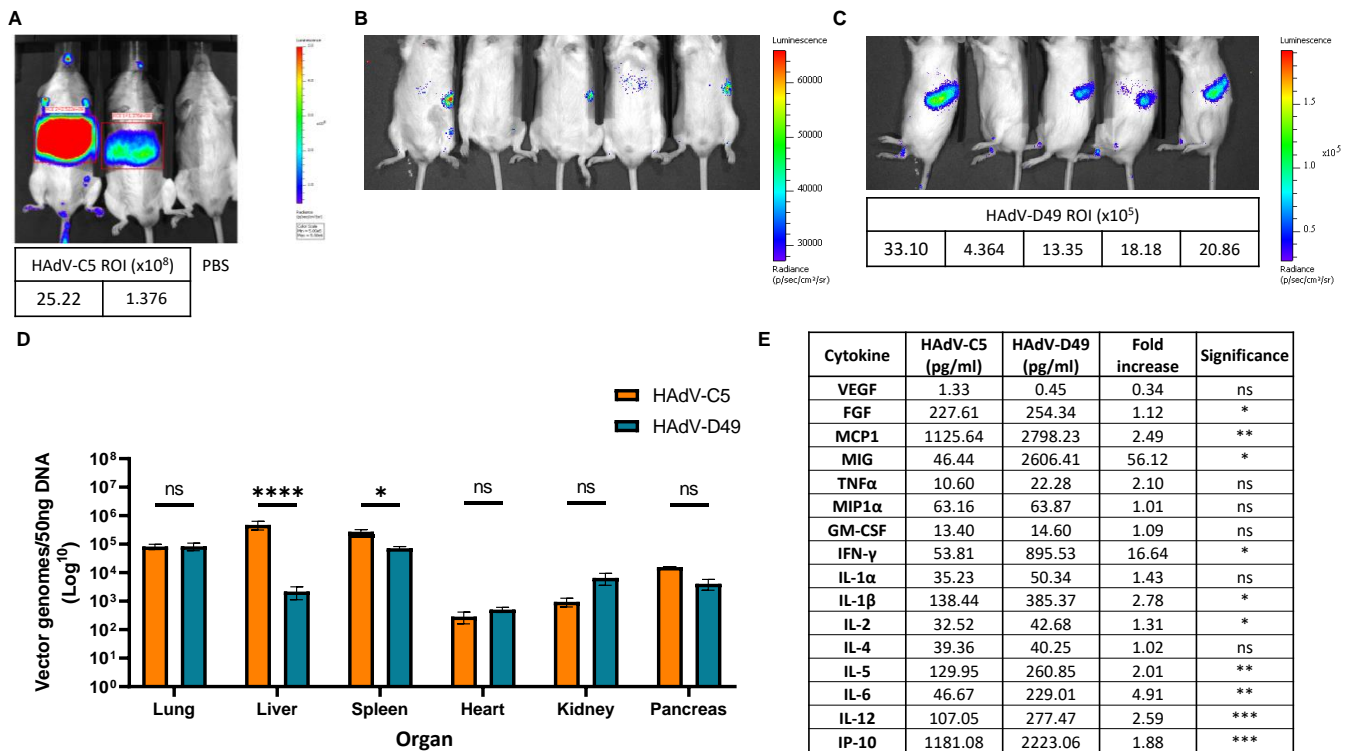 A
B
C
Luminescence
Radiance
(p/sec/cm²/sr)
Color Scale
HAdV-C5 ROI (x10⁸)
PBS
25.22 1.376
Luminescence
60000
50000
40000
30000
Radiance
(p/sec/cm²/sr)
Luminescence
1.5
1.0
x10⁵
0.5
Radiance
(p/sec/cm²/sr)
HAdV-D49 ROI (x10⁵)
33.10 4.364 13.35 18.18 20.86
D
HAdV-C5
HAdV-D49
Vector genomes/50ng DNA
(Log¹⁰)
10⁸
10⁷
10⁶
10⁵
10⁴
10³
10²
10¹
10⁰
ns **** * ns ns ns
Lung Liver Spleen Heart Kidney Pancreas
Organ
E
Cytokine HAdV-C5 (pg/ml) HAdV-D49 (pg/ml) Fold increase Significance
VEGF 1.33 0.45 0.34 ns
FGF 227.61 254.34 1.12 *
MCP1 1125.64 2798.23 2.49 **
MIG 46.44 2606.41 56.12 *
TNFα 10.60 22.28 2.10 ns
MIP1α 63.16 63.87 1.01 ns
GM-CSF 13.40 14.60 1.09 ns
IFN-γ 53.81 895.53 16.64 *
IL-1α 35.23 50.34 1.43 ns
IL-1β 138.44 385.37 2.78 *
IL-2 32.52 42.68 1.31 *
IL-4 39.36 40.25 1.02 ns
IL-5 129.95 260.85 2.01 **
IL-6 46.67 229.01 4.91 **
IL-12 107.05 277.47 2.59 ***
IP-10 1181.08 2223.06 1.88 ***